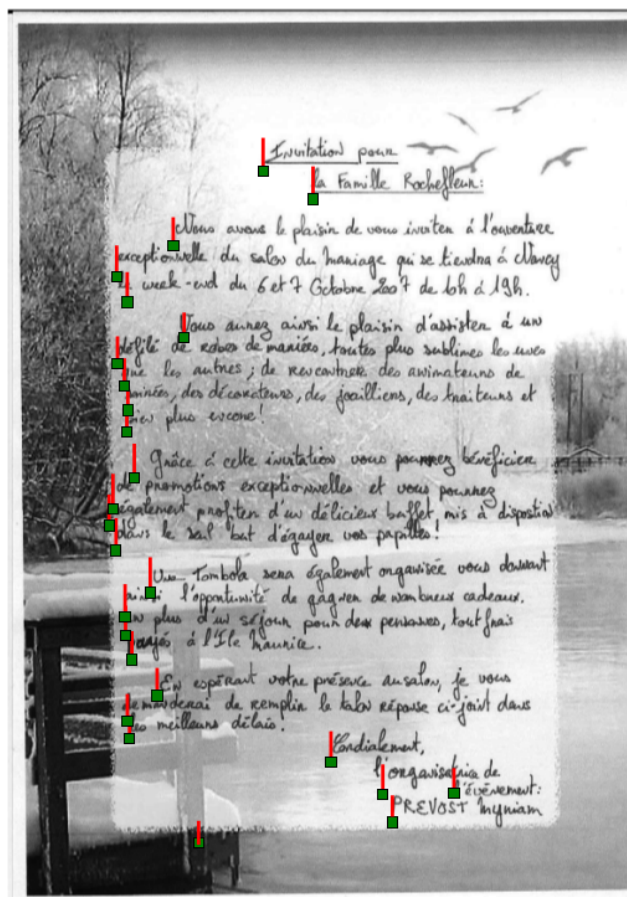 Invitation pour
la Famille Rochefleur:
Nous avons le plaisir de vous inviter à l'ouverture
exceptionnelle du salon du mariage qui se tiendra à Nancy
le week-end du 6 et 7 Octobre 2007 de 10h à 19h.
Vous aurez ainsi le plaisir d'assister à un
défilé de robes de mariées, toutes plus sublimes les unes
que les autres; de rencontrer des animateurs de
soirées, des décorateurs, des joailliers, des traiteurs et
bien plus encore!
Grâce à cette invitation vous pourrez bénéficier
de promotions exceptionnelles et vous pourrez
également profiter d'un délicieux buffet mis à dispostion
dans le seul but d'égayer vos papilles!
Une Tombola sera également organisée vous donnant
ainsi l'opportunité de gagner de nombreux cadeaux.
En plus d'un séjour pour deux personnes, tout frais
payés à l'Ile Maurice.
En espérant votre présence au salon, je vous
demanderai de remplir le talon réponse ci-joint dans
les meilleurs délais.
Cordialement,
l'organisatrice de
l'événement:
PREVOST Myriam